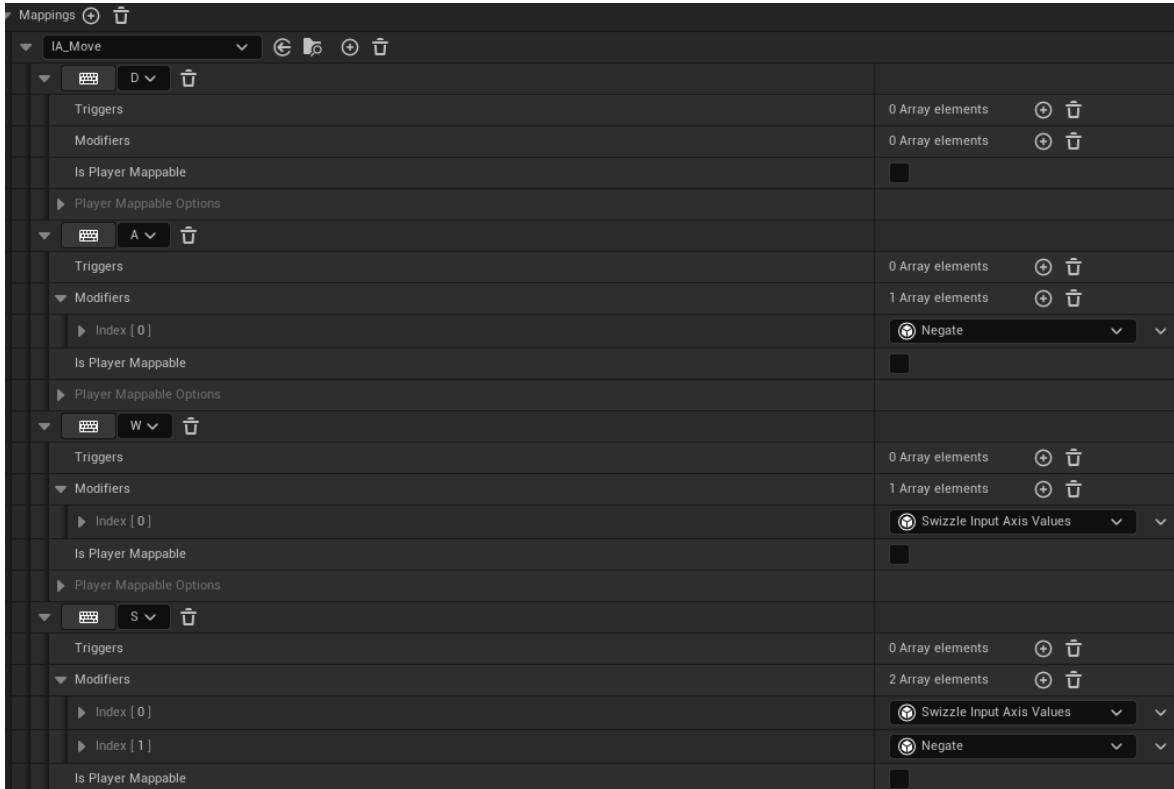 Mappings
IA_Move
D
Triggers 0 Array elements
Modifiers 0 Array elements
Is Player Mappable
Player Mappable Options
A
Triggers 0 Array elements
Modifiers 1 Array elements
Index [ 0 ] Negate
Is Player Mappable
Player Mappable Options
W
Triggers 0 Array elements
Modifiers 1 Array elements
Index [ 0 ] Swizzle Input Axis Values
Is Player Mappable
Player Mappable Options
S
Triggers 0 Array elements
Modifiers 2 Array elements
Index [ 0 ] Swizzle Input Axis Values
Index [ 1 ] Negate
Is Player Mappable